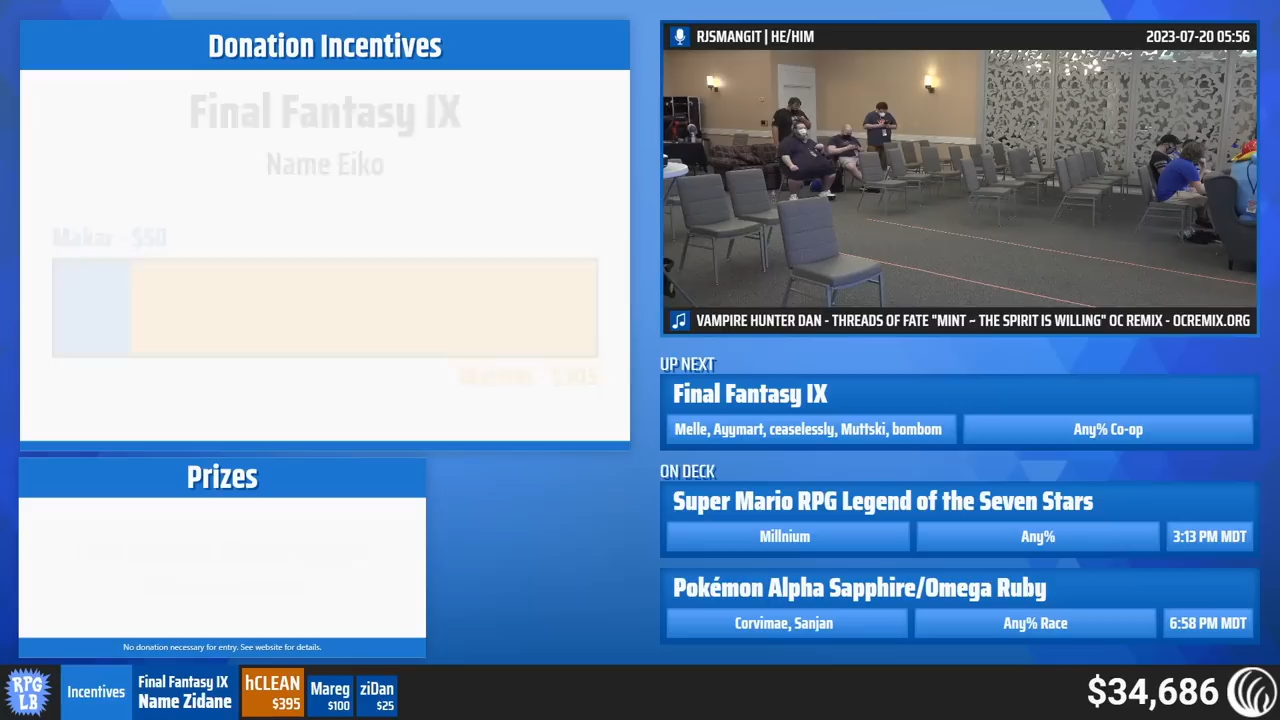 Donation Incentives
Final Fantasy IX
Name Eiko
Makar - $50
RJSMANGIT | HE/HIM
2023-07-20 05:56
VAMPIRE HUNTER DAN - THREADS OF FATE "MINT ~ THE SPIRIT IS WILLING" OC REMIX - OCREMIX.ORG
UP NEXT
Final Fantasy IX
Melle, Ayymart, ceaselessly, Muttski, bombom
Any% Co-op
ON DECK
Super Mario RPG Legend of the Seven Stars
Millnium
Any%
3:13 PM MDT
Pokémon Alpha Sapphire/Omega Ruby
Corvimae, Sanjan
Any% Race
6:58 PM MDT
Prizes
No donation necessary for entry. See website for details.
RPG
LB
Incentives
Final Fantasy IX
Name Zidane
hCLEAN
$395
Mareg
$100
ziDan
$25
$34,686